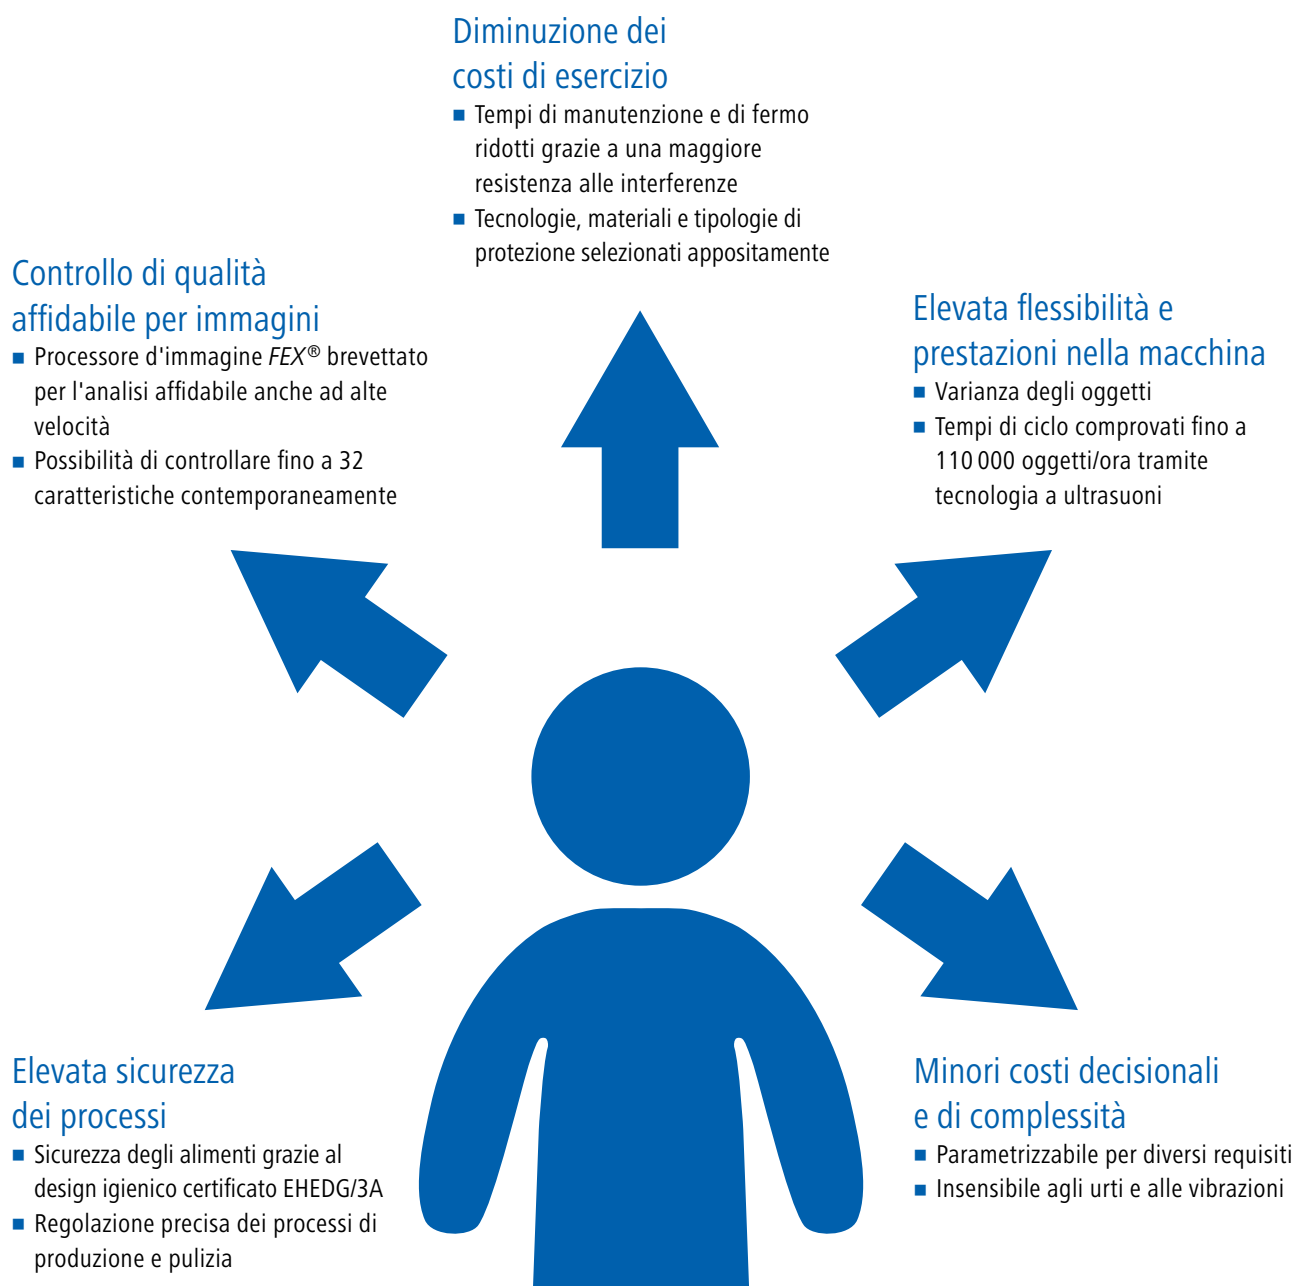 Diminuzione dei
costi di esercizio
■ Tempi di manutenzione e di fermo
ridotti grazie a una maggiore
resistenza alle interferenze
■ Tecnologie, materiali e tipologie di
protezione selezionati appositamente
Controllo di qualità
affidabile per immagini
■ Processore d'immagine FEX® brevettato
per l'analisi affidabile anche ad alte
velocità
■ Possibilità di controllare fino a 32
caratteristiche contemporaneamente
Elevata flessibilità e
prestazioni nella macchina
■ Varianza degli oggetti
■ Tempi di ciclo comprovati fino a
110 000 oggetti/ora tramite
tecnologia a ultrasuoni
Elevata sicurezza
dei processi
■ Sicurezza degli alimenti grazie al
design igienico certificato EHEDG/3A
■ Regolazione precisa dei processi di
produzione e pulizia
Minori costi decisionali
e di complessità
■ Parametrizzabile per diversi requisiti
■ Insensibile agli urti e alle vibrazioni